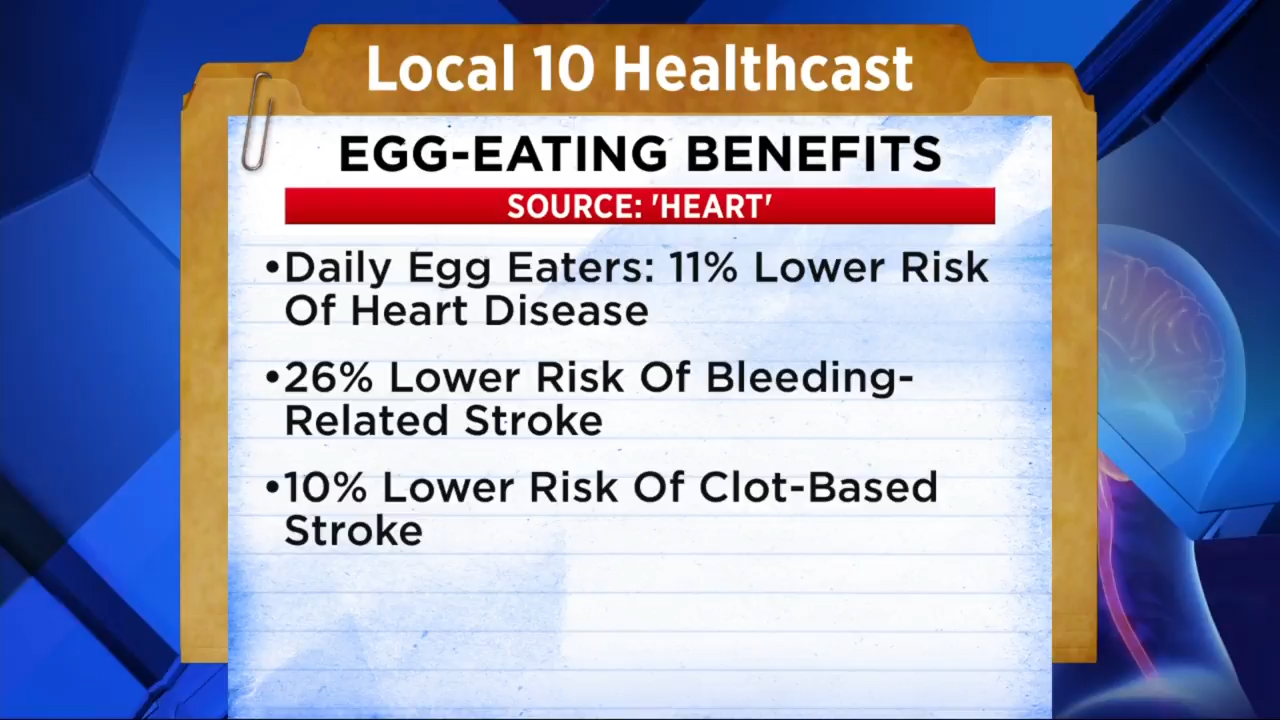 Local 10 Healthcast
EGG-EATING BENEFITS
SOURCE: 'HEART'
•Daily Egg Eaters: 11% Lower Risk
Of Heart Disease
•26% Lower Risk Of Bleeding-
Related Stroke
•10% Lower Risk Of Clot-Based
Stroke